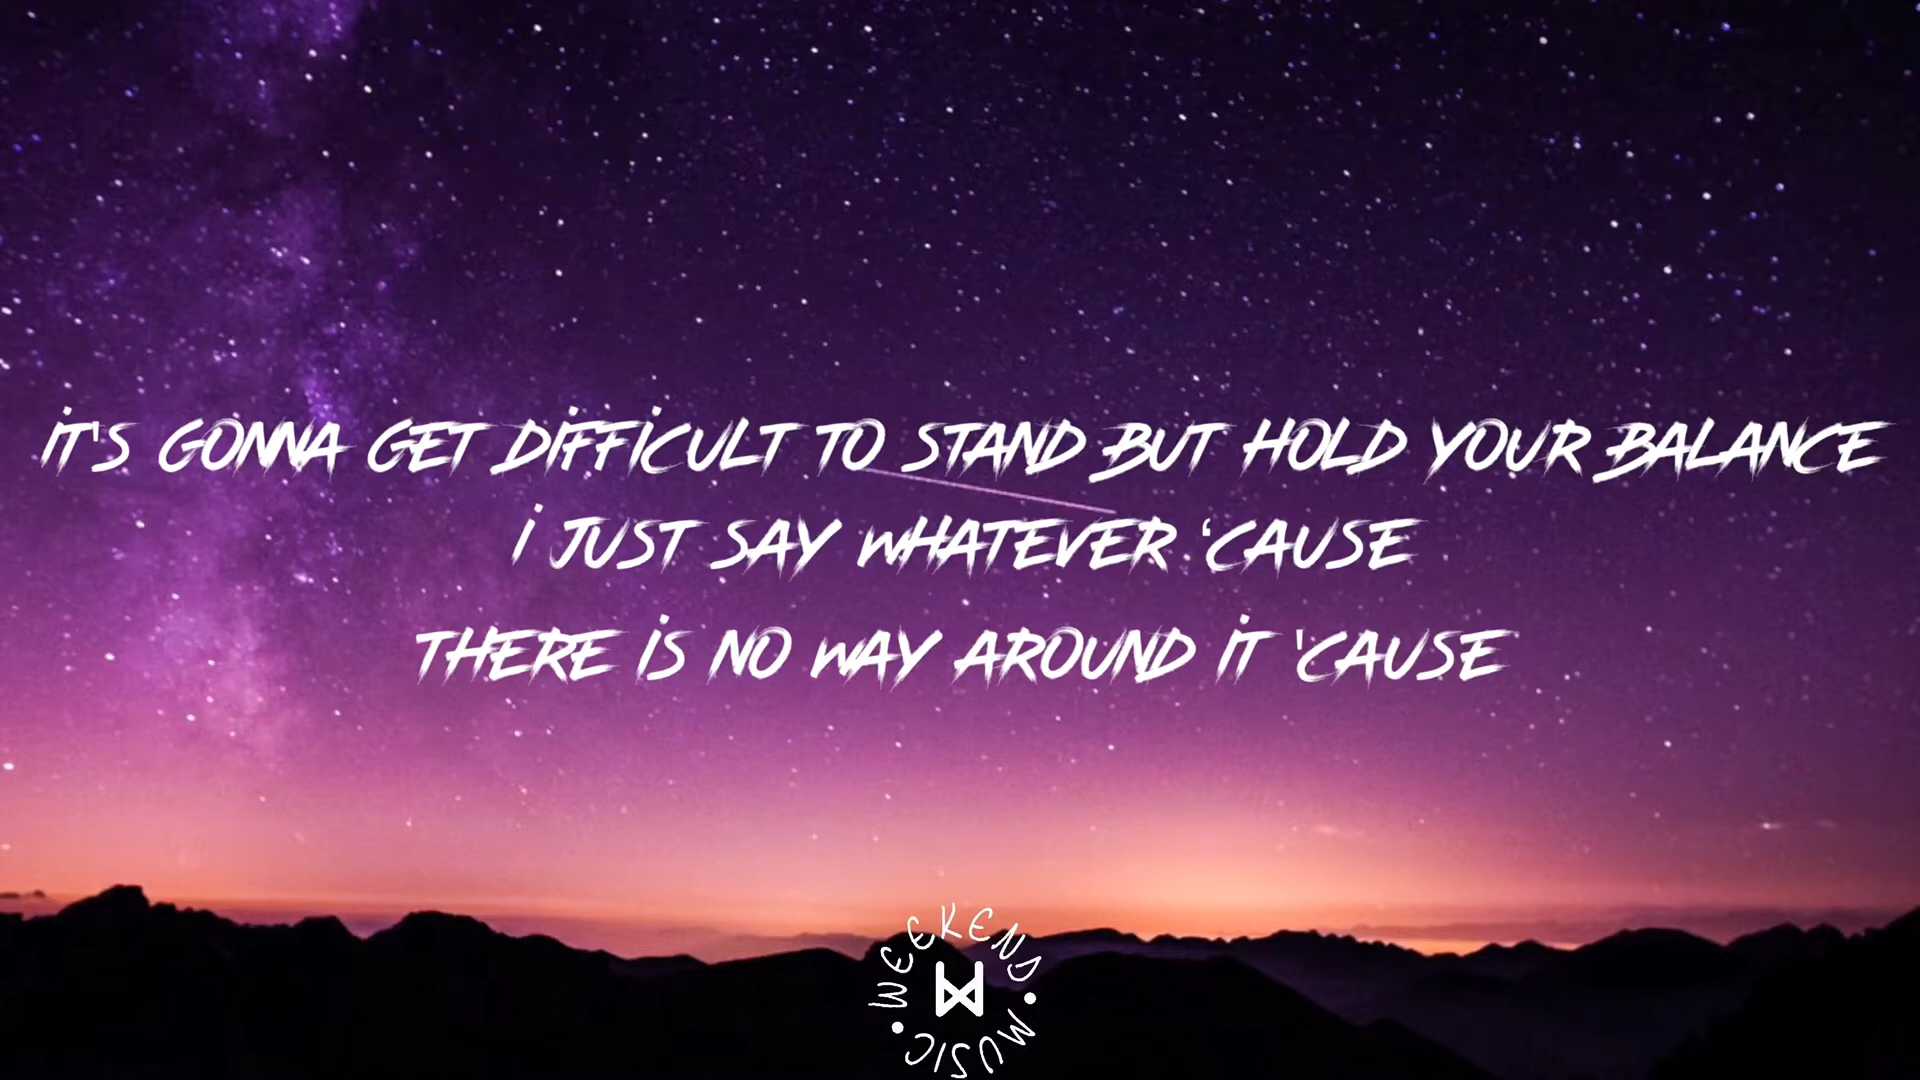 IT'S GONNA GET DIFFICULT TO STAND BUT HOLD YOUR BALANCE
I JUST SAY WHATEVER ‘CAUSE
THERE IS NO WAY AROUND IT 'CAUSE
WEEKEND • MUSIC •